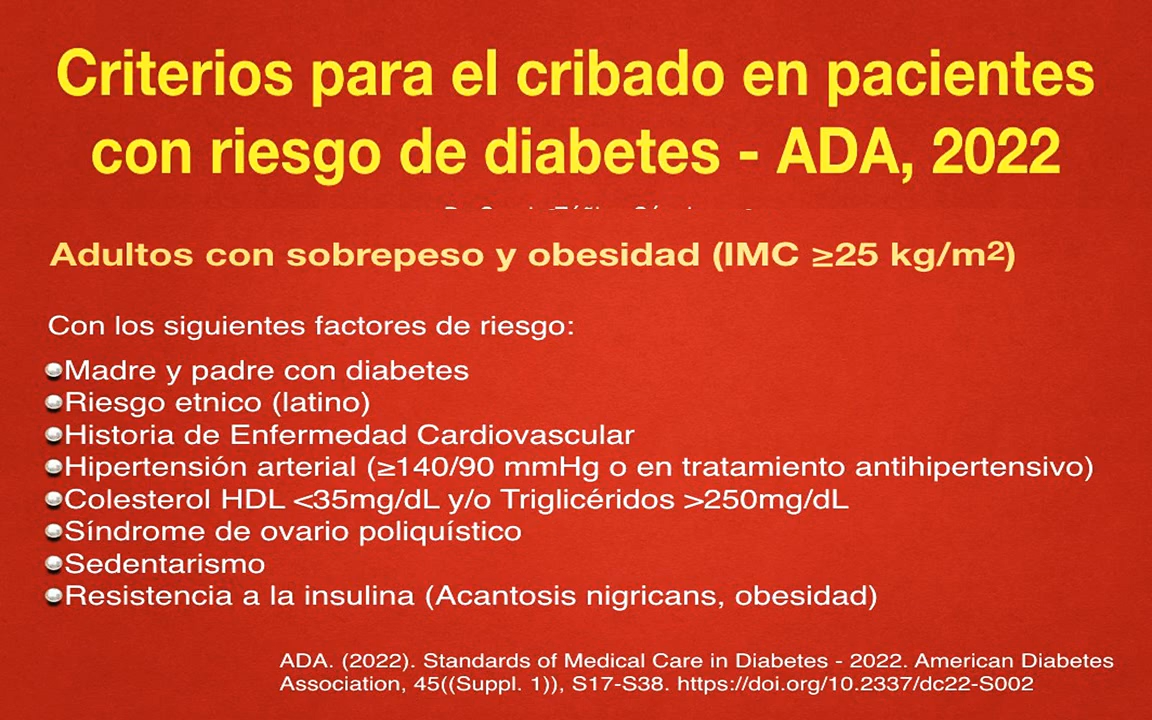 Criterios para el cribado en pacientes
con riesgo de diabetes - ADA, 2022
Adultos con sobrepeso y obesidad (IMC ≥25 kg/m2)
Con los siguientes factores de riesgo:
Madre y padre con diabetes
Riesgo etnico (latino)
Historia de Enfermedad Cardiovascular
Hipertensión arterial (≥140/90 mmHg o en tratamiento antihipertensivo)
Colesterol HDL <35mg/dL y/o Triglicéridos >250mg/dL
Síndrome de ovario poliquístico
Sedentarismo
Resistencia a la insulina (Acantosis nigricans, obesidad)
ADA. (2022). Standards of Medical Care in Diabetes - 2022. American Diabetes
Association, 45((Suppl. 1)), S17-S38. https://doi.org/10.2337/dc22-S002